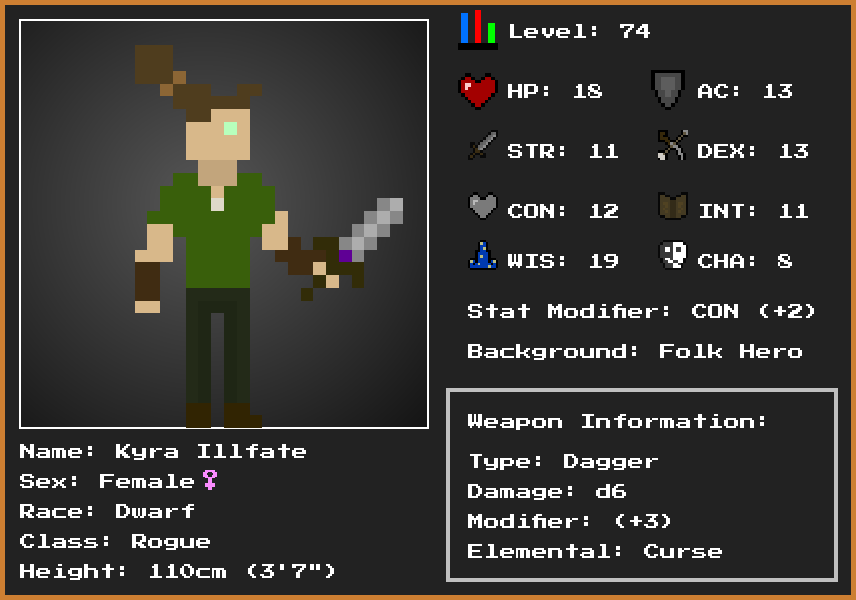 Level: 74
HP: 18
AC: 13
STR: 11
DEX: 13
CON: 12
INT: 11
WIS: 19
CHA: 8
Stat Modifier: CON (+2)
Background: Folk Hero
Weapon Information:
Type: Dagger
Damage: d6
Modifier: (+3)
Elemental: Curse
Name: Kyra Illfate
Sex: Female♀
Race: Dwarf
Class: Rogue
Height: 110cm (3'7")